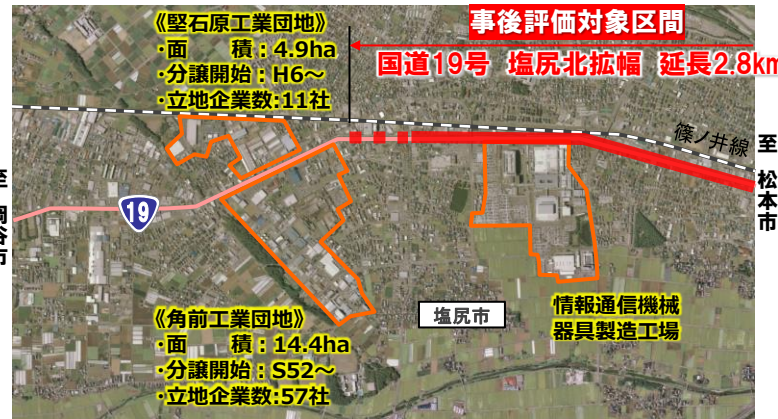 《堅石原工業団地》
・面　　積：4.9ha
・分譲開始：H6～
・立地企業数:11社
事後評価対象区間
国道19号　塩尻北拡幅　延長2.8km
篠ノ井線
至　松本市
至　岡谷市
19
《角前工業団地》
・面　　積：14.4ha
・分譲開始：S52～
・立地企業数:57社
塩尻市
情報通信機械
器具製造工場